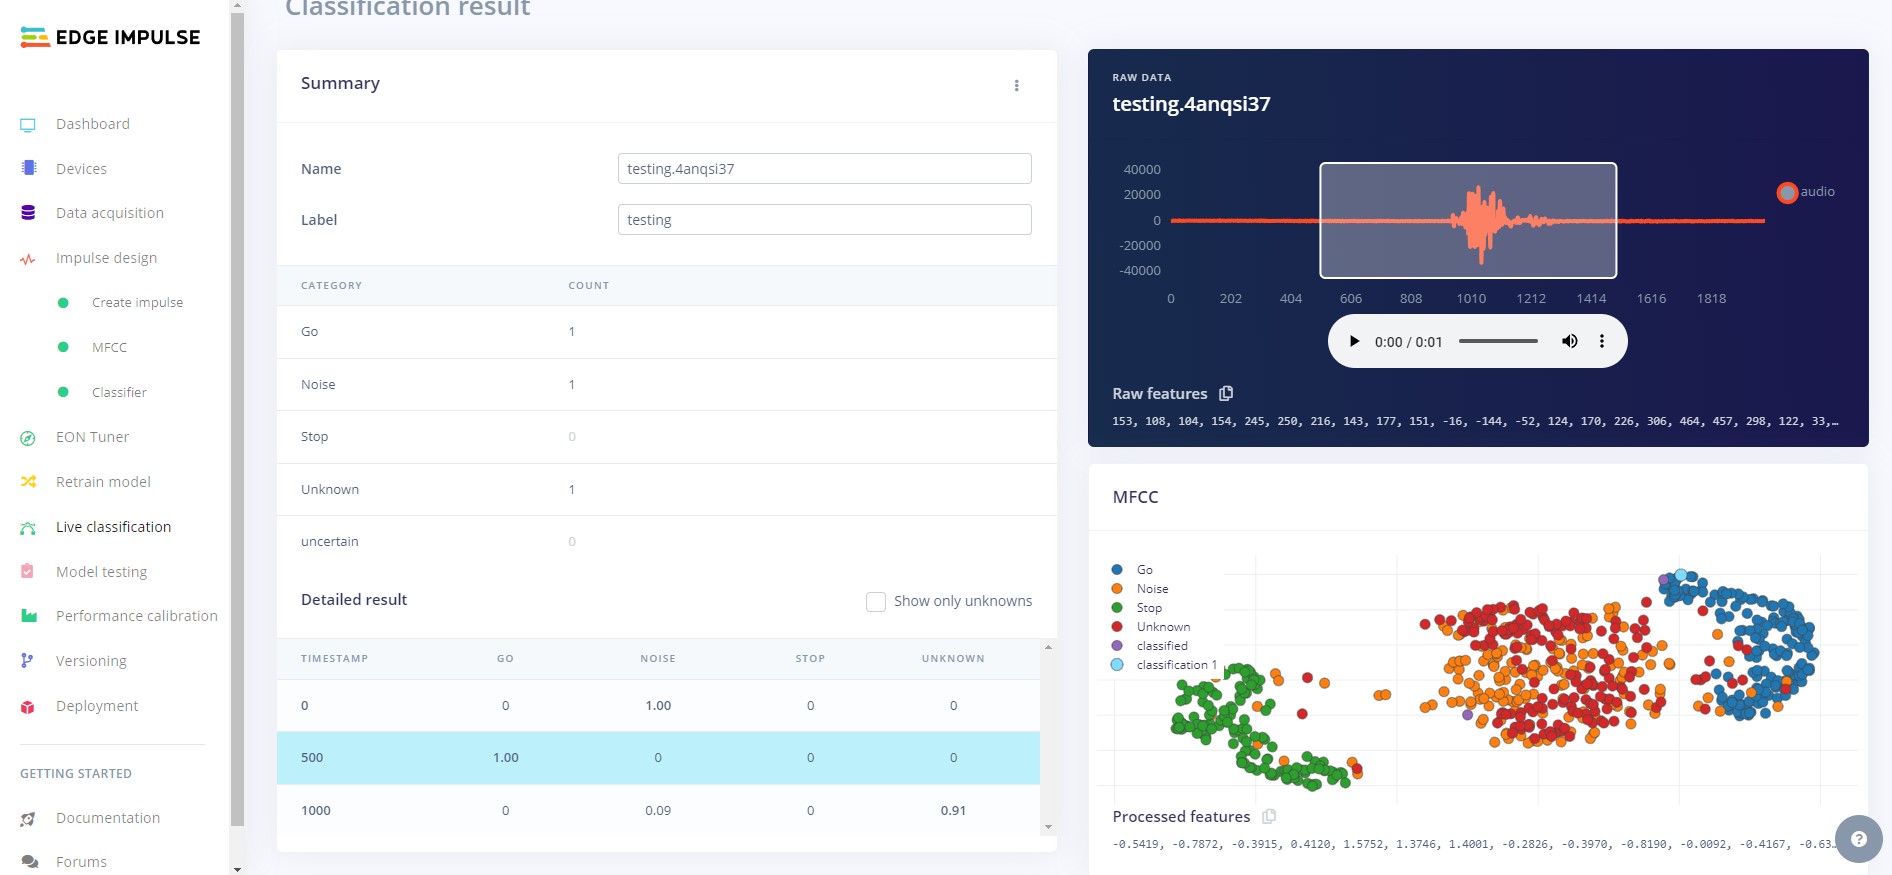 EDGE IMPULSE
Dashboard
Devices
Data acquisition
Impulse design
Create impulse
MFCC
Classifier
EON Tuner
Retrain model
Live classification
Model testing
Performance calibration
Versioning
Deployment
GETTING STARTED
Documentation
Forums
Classification result
Summary
Name testing.4anqsi37
Label testing
CATEGORY COUNT
Go 1
Noise 1
Stop 0
Unknown 1
uncertain 0
Detailed result Show only unknowns
TIMESTAMP GO NOISE STOP UNKNOWN
0 0 1.00 0 0
500 1.00 0 0 0
1000 0 0.09 0 0.91
RAW DATA
testing.4anqsi37
40000
20000
0
-20000
-40000
0 202 404 606 808 1010 1212 1414 1616 1818
audio
0:00 / 0:01
Raw features
153, 108, 104, 154, 245, 250, 216, 143, 177, 151, -16, -144, -52, 124, 170, 226, 306, 464, 457, 298, 122, 33,…
MFCC
Go
Noise
Stop
Unknown
classified
classification 1
Processed features
-0.5419, -0.7872, -0.3915, 0.4120, 1.5752, 1.3746, 1.4001, -0.2826, -0.3970, -0.8190, -0.0092, -0.4167, -0.63…
?